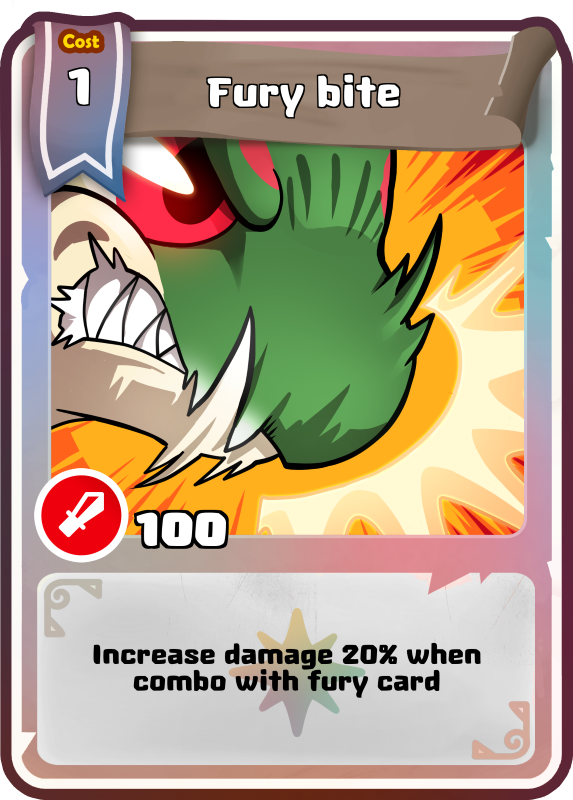 Cost
1
Fury bite
100
Increase damage 20% when
combo with fury card